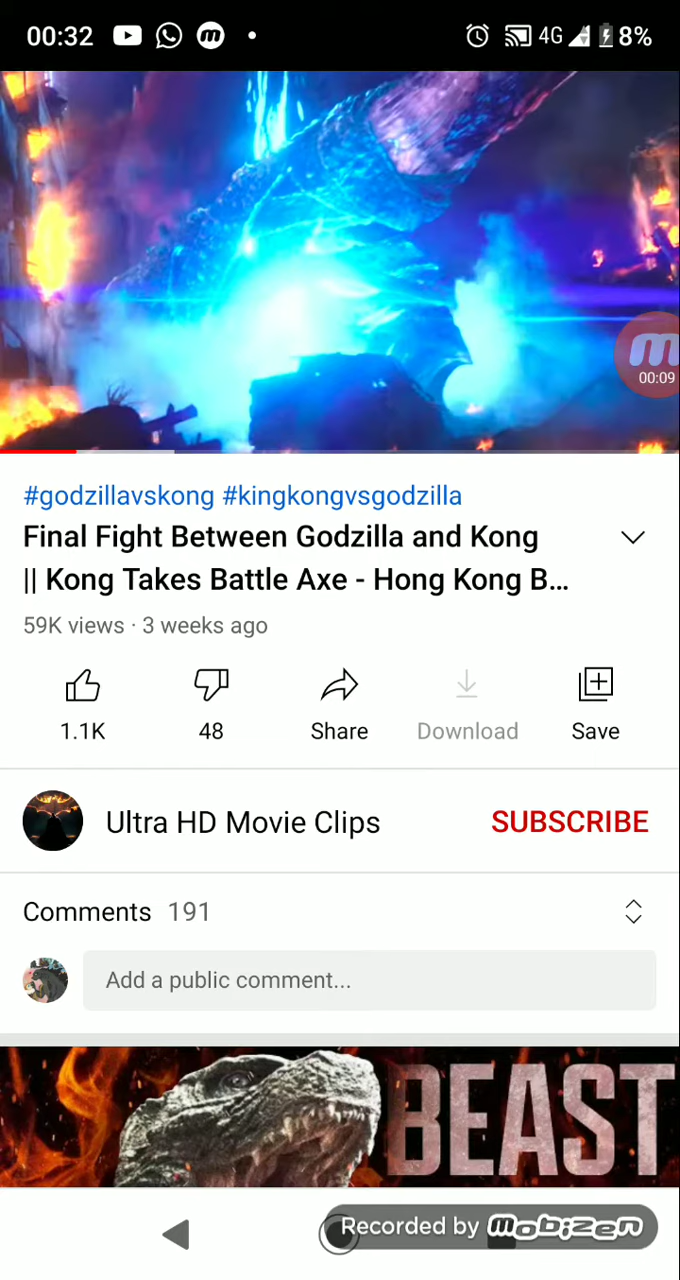 00:32
4G
8%
m
00:09
#godzillavskong #kingkongvsgodzilla
Final Fight Between Godzilla and Kong
|| Kong Takes Battle Axe - Hong Kong B...
59K views · 3 weeks ago
1.1K
48
Share
Download
Save
Ultra HD Movie Clips
SUBSCRIBE
Comments 191
Add a public comment...
BEAST
Recorded by mobizen